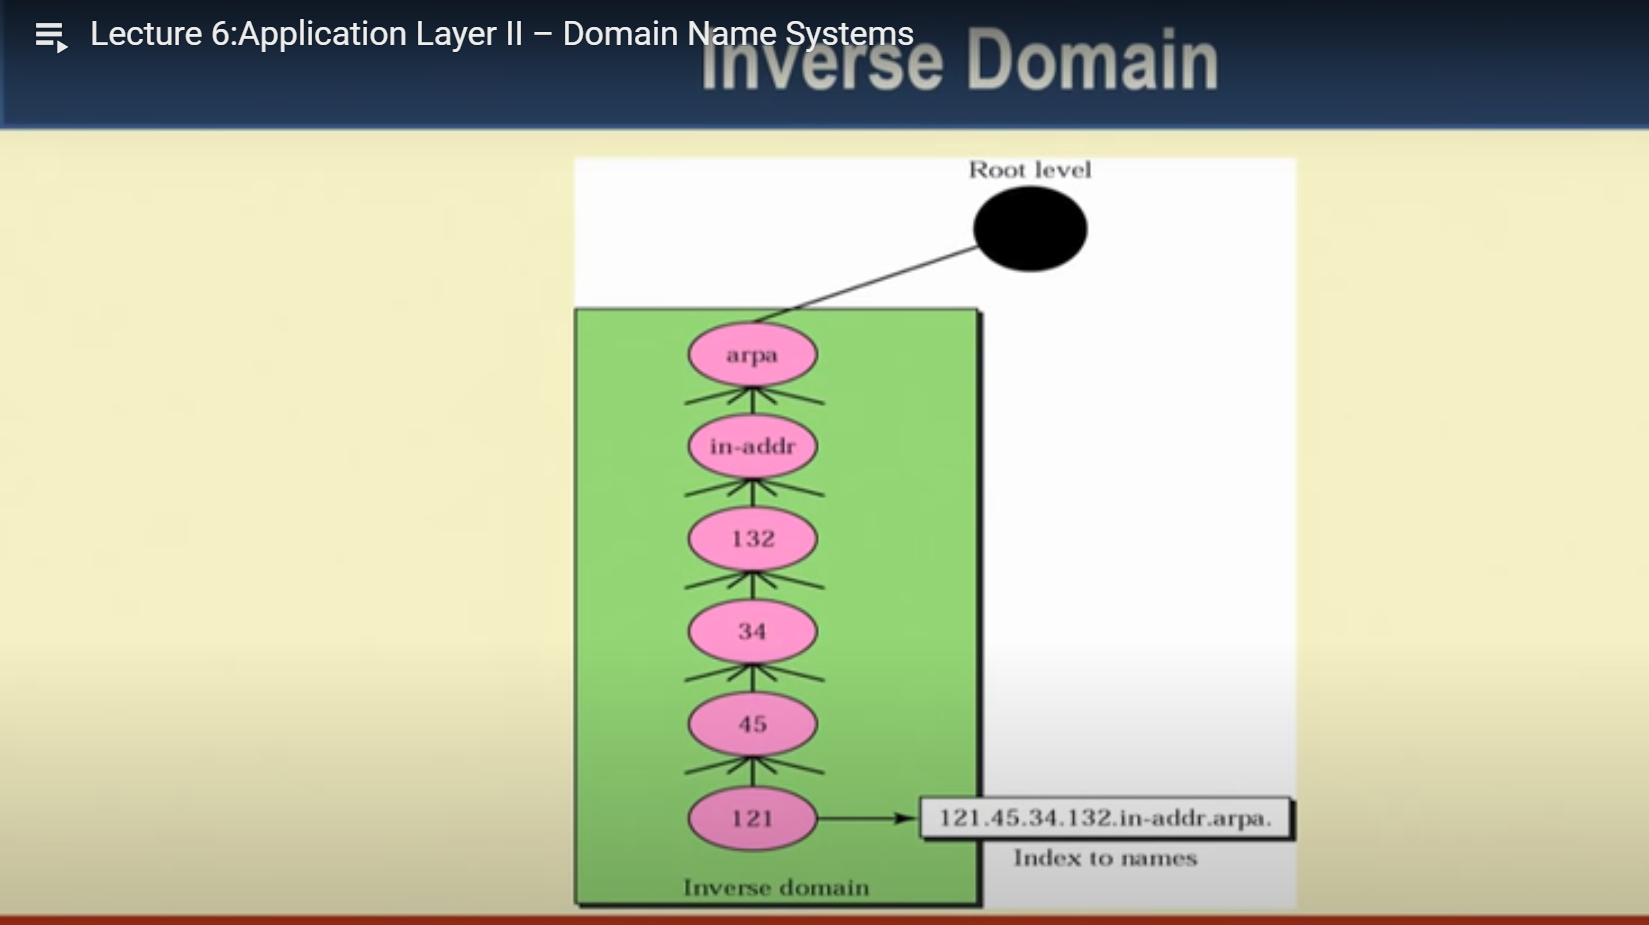 Lecture 6:Application Layer II – Domain Name Systems
Inverse Domain
Root level
arpa
in-addr
132
34
45
121
121.45.34.132.in-addr.arpa.
Index to names
Inverse domain